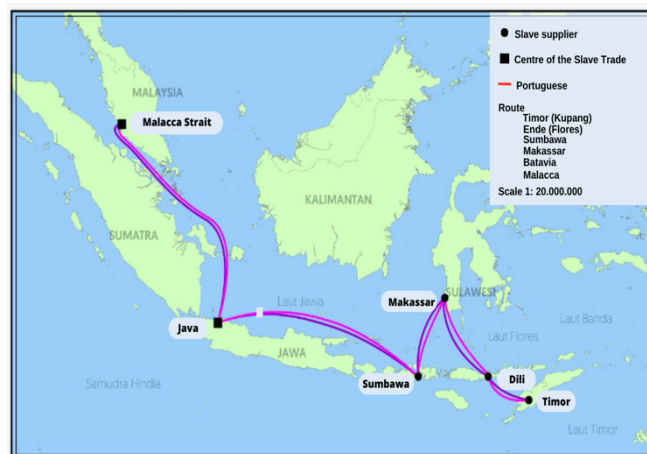 Slave supplier
Centre of the Slave Trade
Portuguese
Route
Timor (Kupang)
Ende (Flores)
Sumbawa
Makassar
Batavia
Malacca
Scale 1: 20.000.000
MALAYSIA
Malacca Strait
KALIMANTAN
SUMATRA
SULAWESI
Makassar
Laut Jawa
Java
JAWA
Laut Banda
Laut Flores
Samudra Hindia
Sumbawa
Dili
Timor
Laut Timor